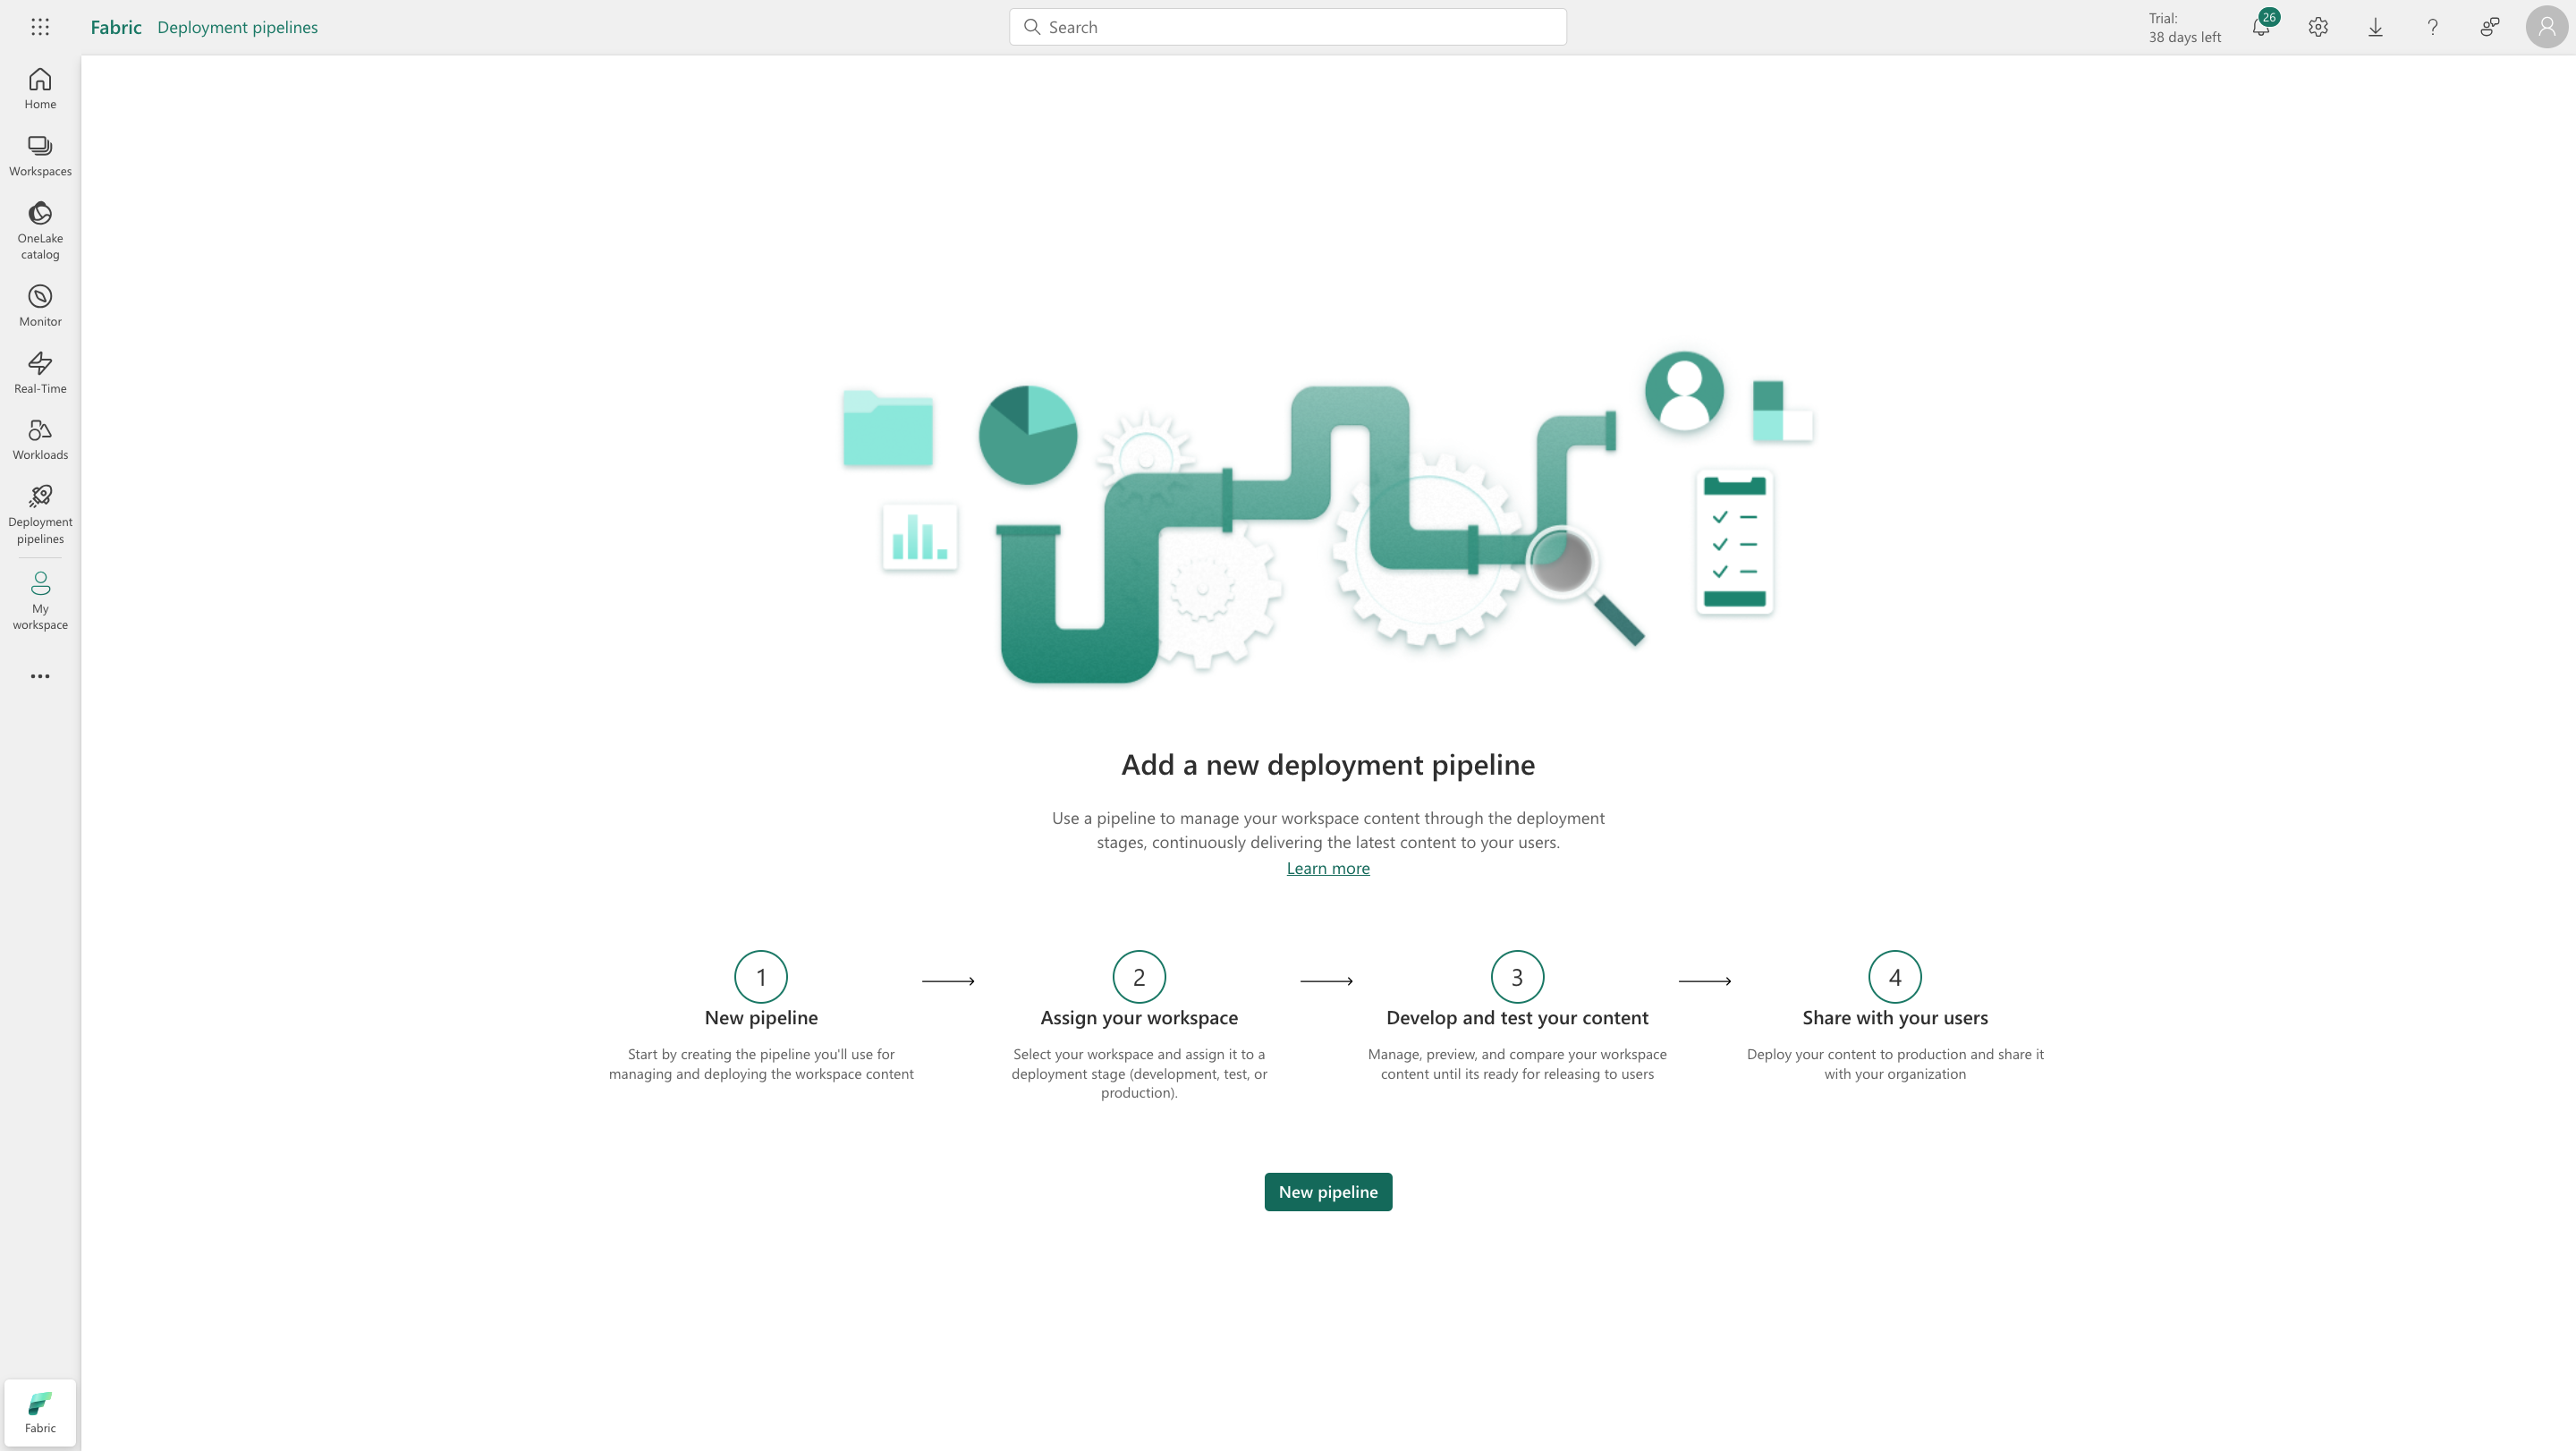 Fabric Deployment pipelines
Search
Trial:
38 days left
26
Home
Workspaces
OneLake
catalog
Monitor
Real-Time
Workloads
Deployment
pipelines
My
workspace
Fabric
Add a new deployment pipeline
Use a pipeline to manage your workspace content through the deployment
stages, continuously delivering the latest content to your users.
Learn more
1
New pipeline
Start by creating the pipeline you'll use for
managing and deploying the workspace content
2
Assign your workspace
Select your workspace and assign it to a
deployment stage (development, test, or
production).
3
Develop and test your content
Manage, preview, and compare your workspace
content until its ready for releasing to users
4
Share with your users
Deploy your content to production and share it
with your organization
New pipeline